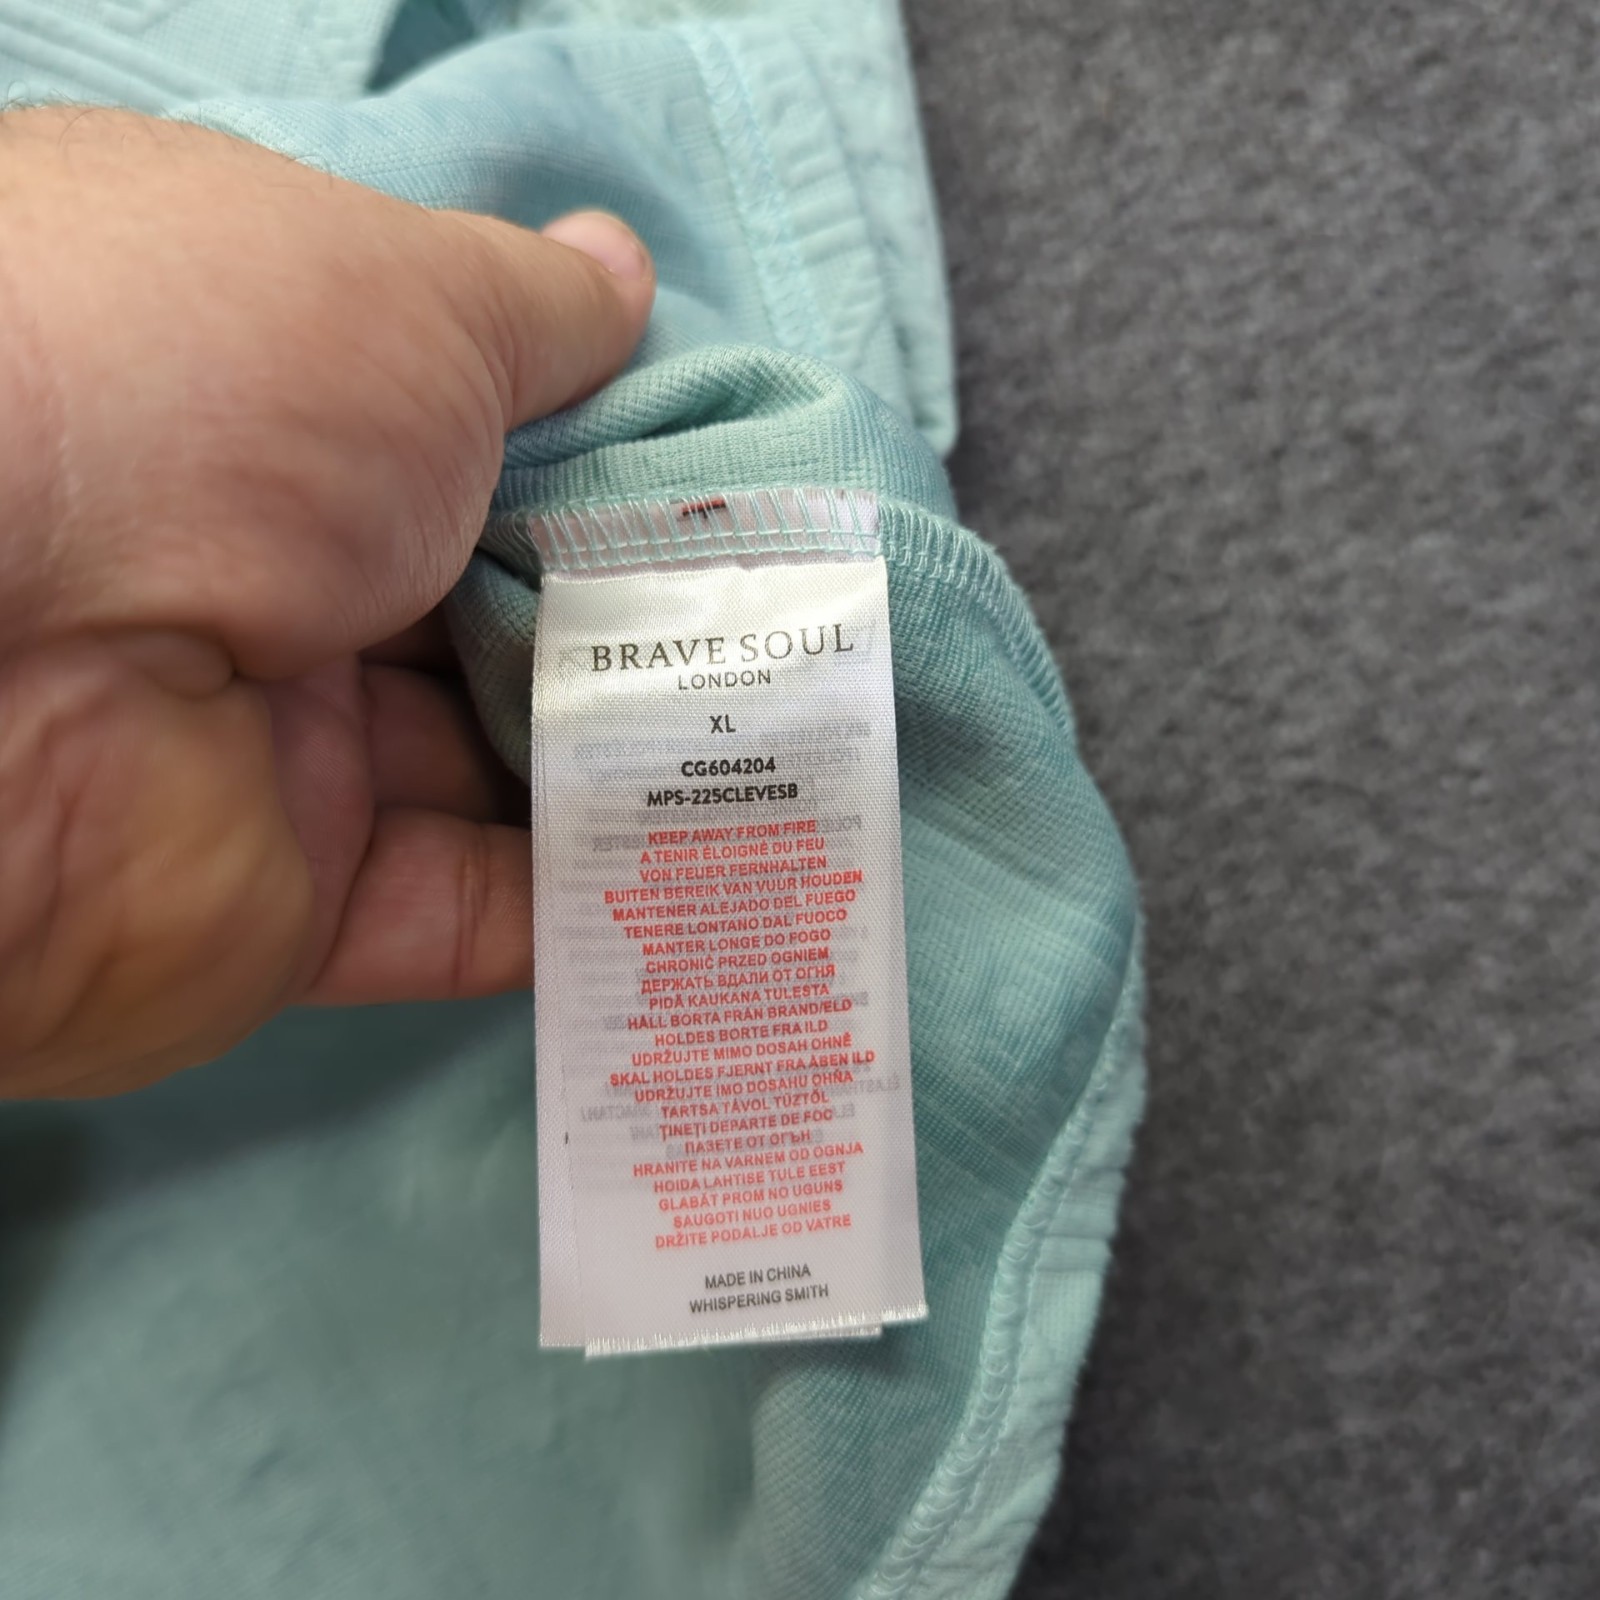 BRAVE SOUL
LONDON
XL
CG604204
MPS-225CLEVESB
KEEP AWAY FROM FIRE
A TENIR ÉLOIGNÉ DU FEU
VON FEUER FERNHALTEN
BUITEN BEREIK VAN VUUR HOUDEN
MANTENER ALEJADO DEL FUEGO
TENERE LONTANO DAL FUOCO
MANTER LONGE DO FOGO
CHRONIĆ PRZED OGNIEM
ДЕРЖАТЬ ВДАЛИ ОТ ОГНЯ
PIDÄ KAUKANA TULESTA
HÅLL BORTA FRÅN BRAND/ELD
HOLDES BORTE FRA ILD
UDRŽUJTE MIMO DOSAH OHNĚ
SKAL HOLDES FJERNT FRA ÅBEN ILD
UDRŽUJTE IMO DOSAHU OHŇA
TARTSA TÁVOL TŰZTŐL
ȚINEȚI DEPARTE DE FOC
ПАЗЕТЕ ОТ ОГЪН
HRANITE NA VARNEM OD OGNJA
HOIDA LAHTISE TULE EEST
GLABĀT PROM NO UGUNS
SAUGOTI NUO UGNIES
DRŽITE PODALJE OD VATRE
MADE IN CHINA
WHISPERING SMITH